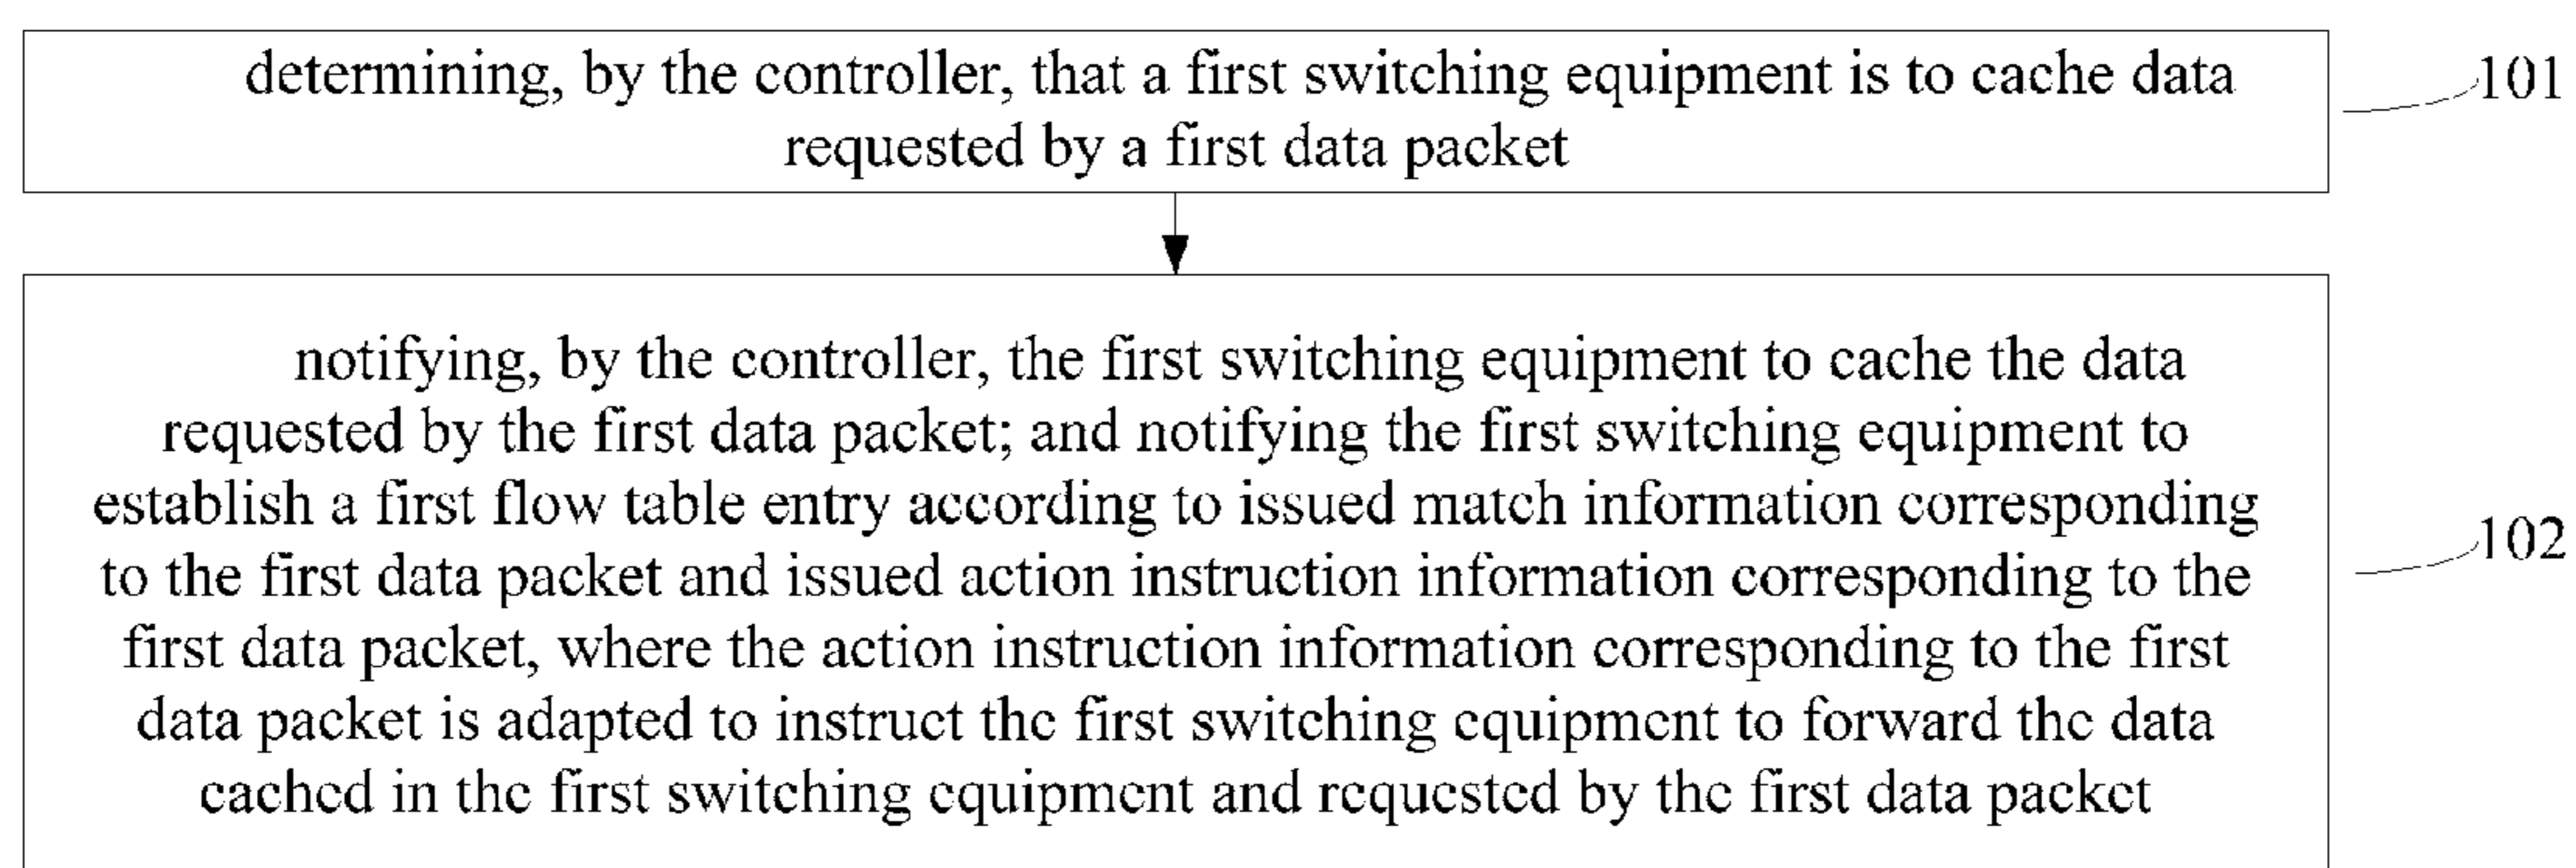 determining, by the controller, that a first switching equipment is to cache data
requested by a first data packet
101
notifying, by the controller, the first switching equipment to cache the data
requested by the first data packet; and notifying the first switching equipment to
establish a first flow table entry according to issued match information corresponding
to the first data packet and issued action instruction information corresponding to the
first data packet, where the action instruction information corresponding to the first
data packet is adapted to instruct the first switching equipment to forward the data
cached in the first switching equipment and requested by the first data packet
102